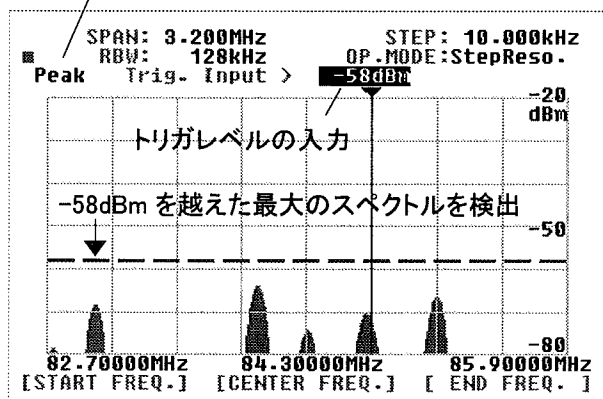 SPAN: 3.200MHz STEP: 10.000kHz
RBW: 128kHz OP.MODE:StepReso.
Peak Trig. Input > -58dBm
-20
dBm
トリガレベルの入力
-58dBm を越えた最大のスペクトルを検出
-50
-80
82.70000MHz 84.30000MHz 85.90000MHz
[START FREQ.] [CENTER FREQ.] [ END FREQ. ]